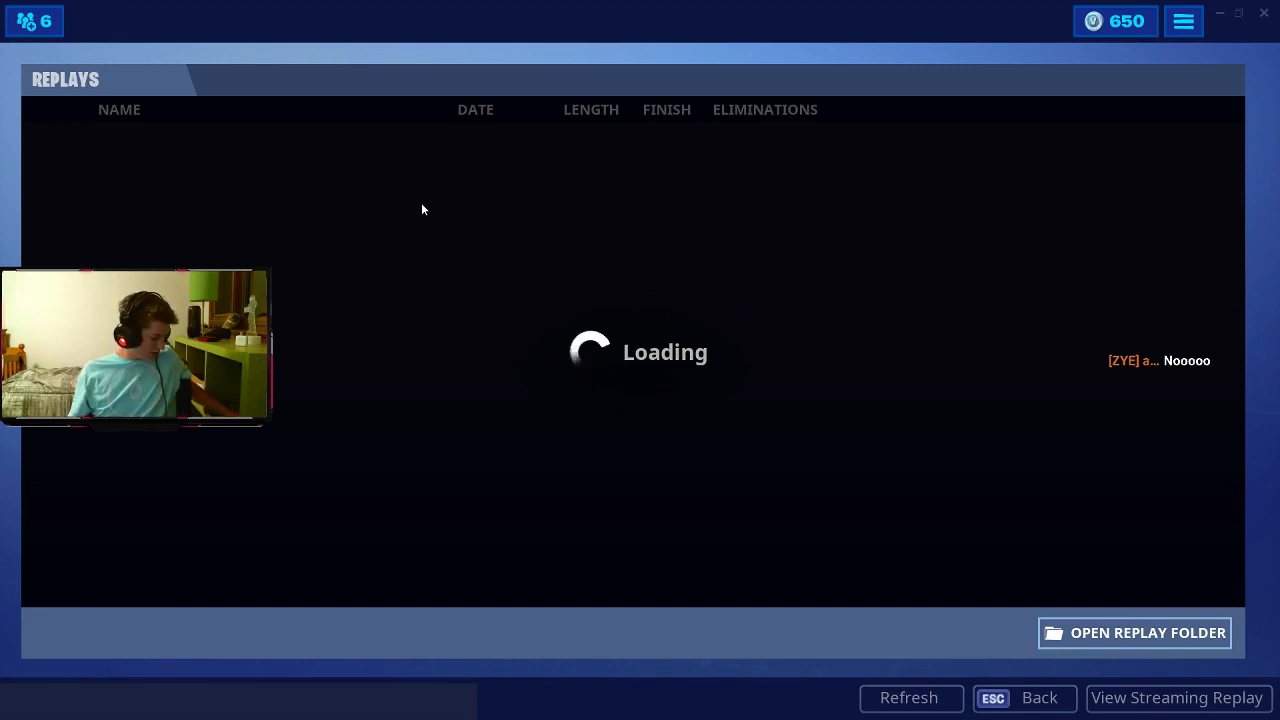 6
650
REPLAYS
NAME DATE LENGTH FINISH ELIMINATIONS
Loading
[ZYE] a... Nooooo
OPEN REPLAY FOLDER
Refresh ESC Back View Streaming Replay